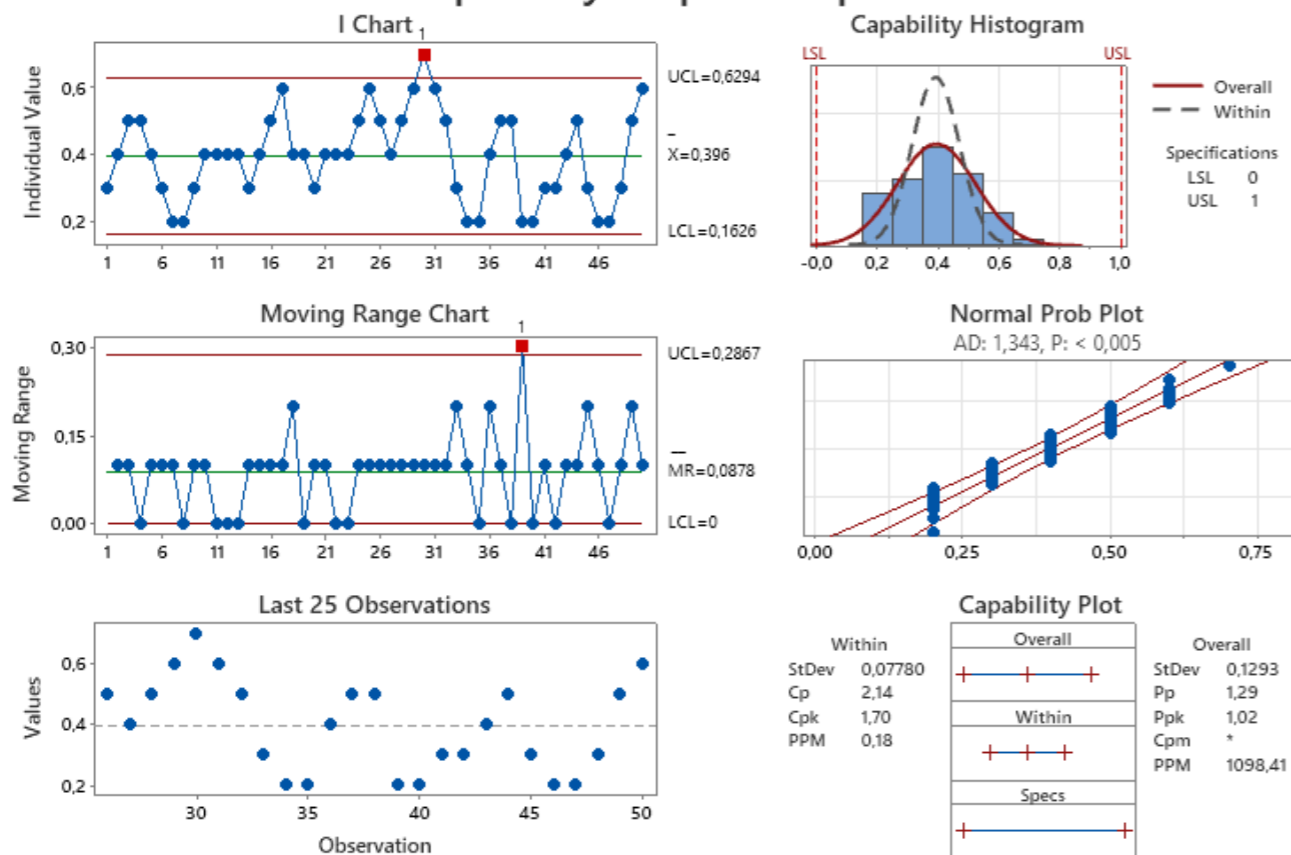 I Chart
1
Individual Value
0,6
0,4
0,2
UCL=0,6294
_
X=0,396
LCL=0,1626
1 6 11 16 21 26 31 36 41 46
Capability Histogram
LSL USL
Overall
Within
Specifications
LSL 0
USL 1
-0,0 0,2 0,4 0,6 0,8 1,0
Moving Range Chart
1
Moving Range
0,30
0,15
0,00
UCL=0,2867
__
MR=0,0878
LCL=0
1 6 11 16 21 26 31 36 41 46
Normal Prob Plot
AD: 1,343, P: < 0,005
0,00 0,25 0,50 0,75
Last 25 Observations
Values
0,6
0,4
0,2
30 35 40 45 50
Observation
Capability Plot
Within
StDev 0,07780
Cp 2,14
Cpk 1,70
PPM 0,18
Overall
Within
Specs
Overall
StDev 0,1293
Pp 1,29
Ppk 1,02
Cpm *
PPM 1098,41